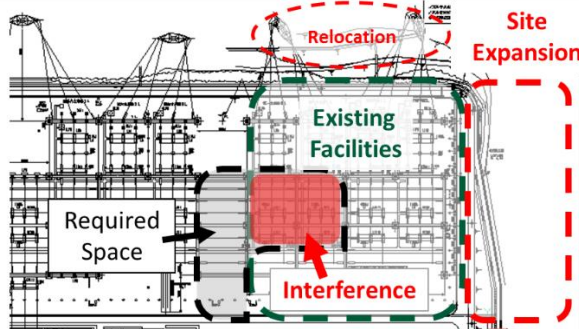 Relocation
Site
Expansion
Existing
Facilities
Required
Space
Interference